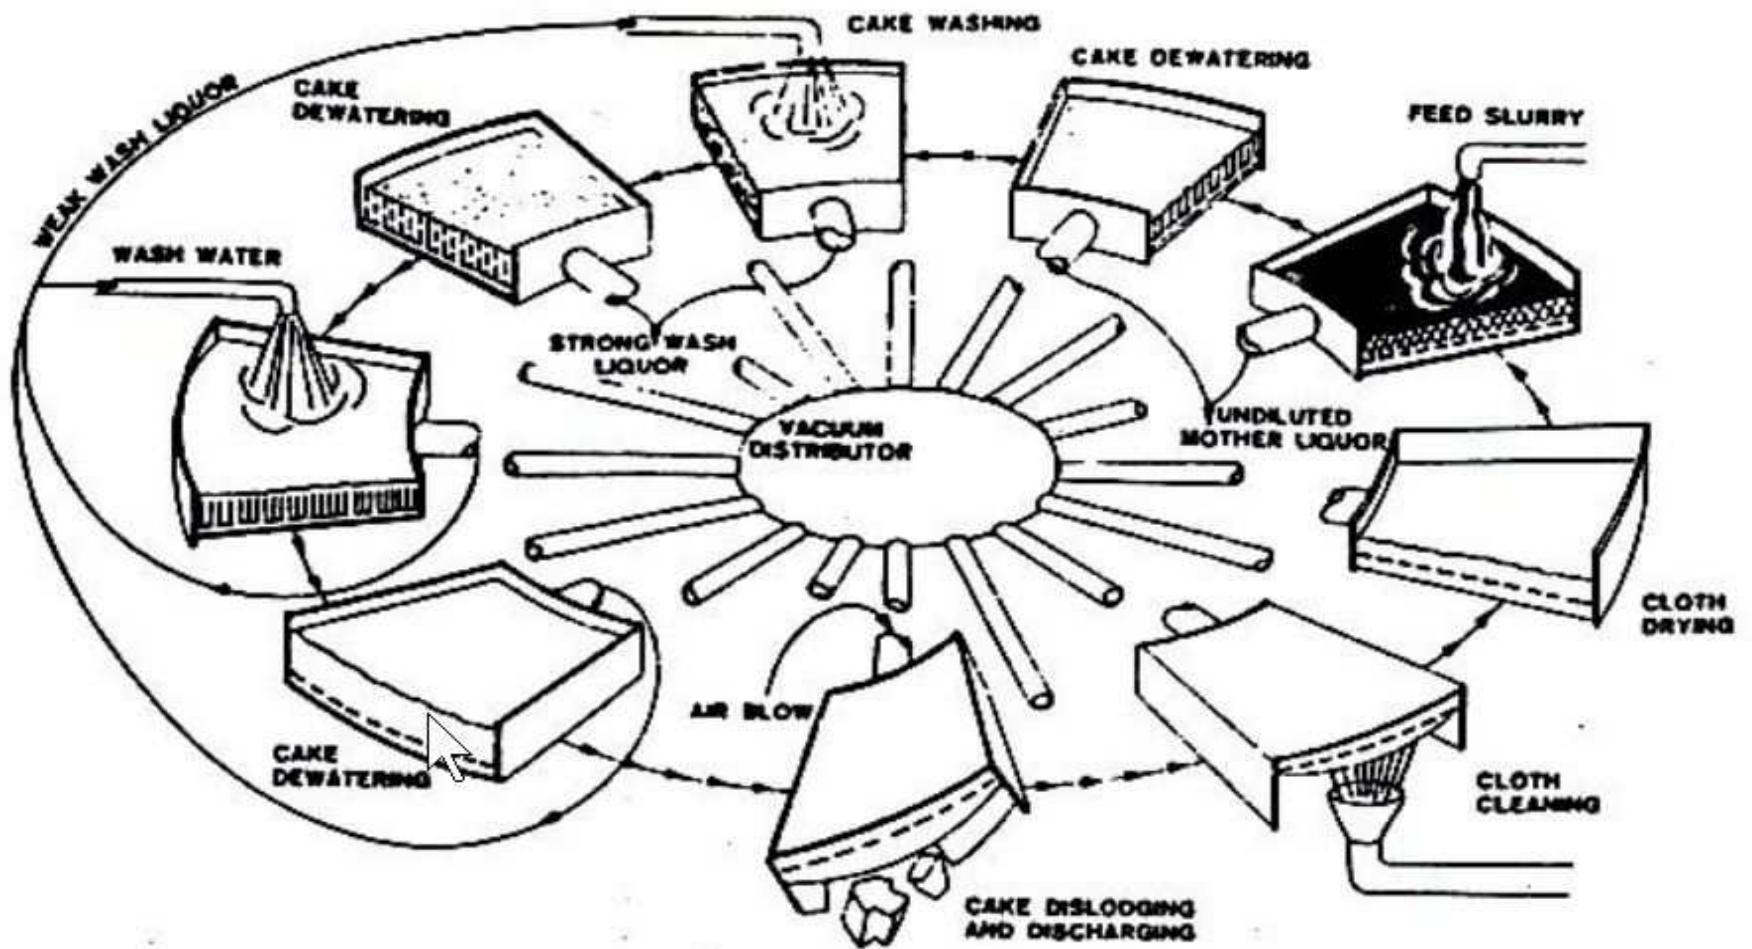 CAKE WASHING
CAKE DEWATERING
FEED SLURRY
CAKE
DEWATERING
WEAK WASH LIQUOR
WASH WATER
STRONG WASH
LIQUOR
VACUUM
DISTRIBUTOR
UNDILUTED
MOTHER LIQUOR
CLOTH
DRYING
AIR BLOW
CAKE
DEWATERING
CLOTH
CLEANING
CAKE DISLODGING
AND DISCHARGING